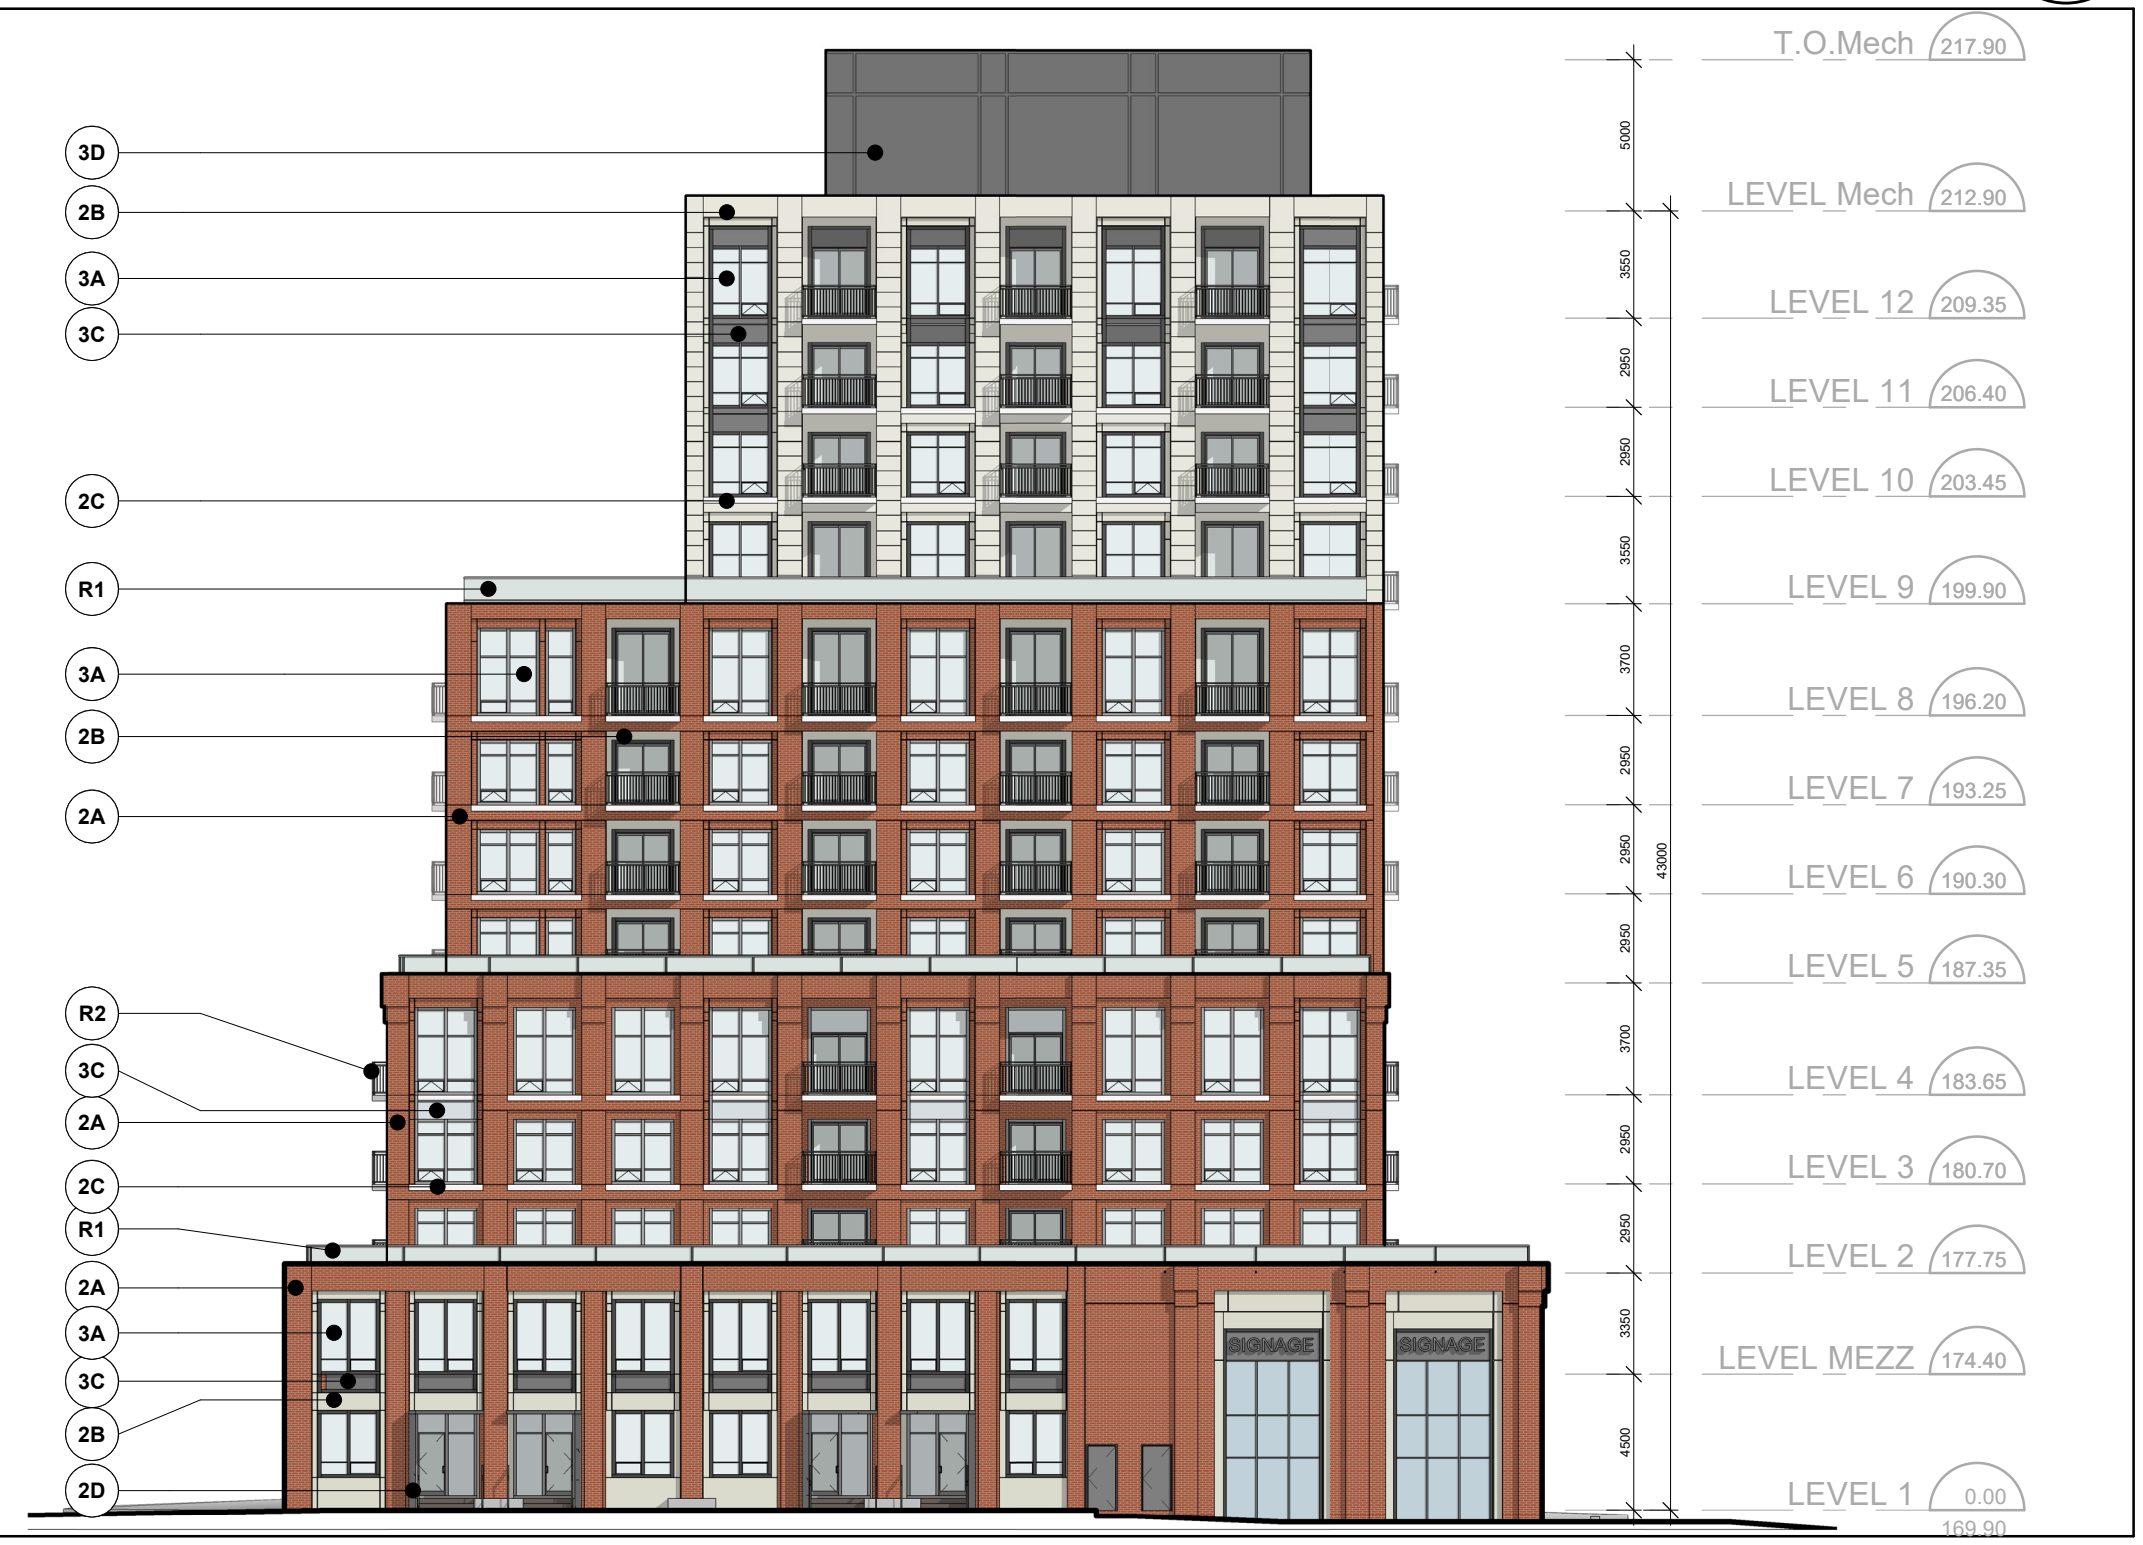 T.O.Mech 217.90
5000
3D
LEVEL Mech 212.90
2B
3550
3A
LEVEL 12 209.35
3C
2950
LEVEL 11 206.40
2950
LEVEL 10 203.45
2C
3550
R1
LEVEL 9 199.90
3A
3700
LEVEL 8 196.20
2B
2950
LEVEL 7 193.25
2A
2950
43000
LEVEL 6 190.30
2950
LEVEL 5 187.35
R2
3700
3C
LEVEL 4 183.65
2A
2950
LEVEL 3 180.70
2C
R1
2950
LEVEL 2 177.75
2A
3A
3350
SIGNAGE SIGNAGE
LEVEL MEZZ 174.40
3C
2B
4500
2D
LEVEL 1 0.00
169.90